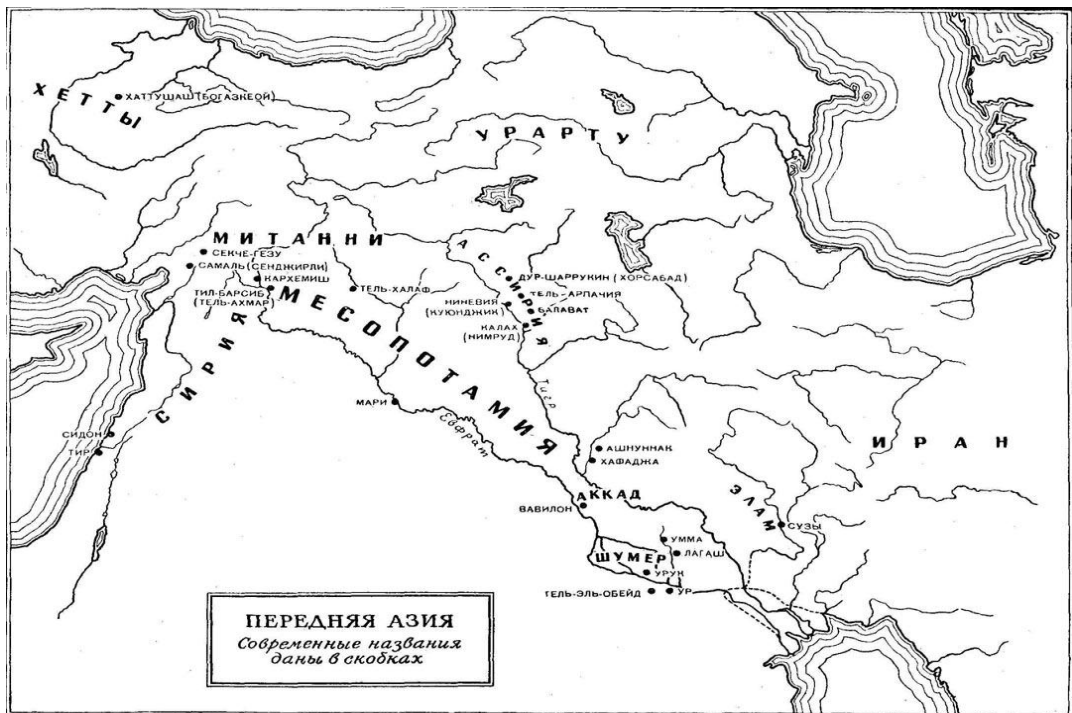 ХЕТТЫ
ХАТТУШАШ (БОГАЗКЕОЙ)
УРАРТУ
МИТАННИ
СЕКЧЕ-ГЕЗУ
САМАЛЬ (СЕНДЖИРЛИ)
КАРХЕМИШ
ТИЛ-БАРСИБ
(ТЕЛЬ-АХМАР)
ТЕЛЬ-ХАЛАФ
АССИРИЯ
ДУР-ШАРРУКИН (ХОРСАБАД)
ТЕЛЬ-АРПАЧИЯ
НИНЕВИЯ
(КУЮНДЖИК)
БАЛАВАТ
КАЛАХ
(НИМРУД)
МЕСОПОТАМИЯ
СИРИЯ
Тигр
МАРИ
Евфрат
СИДОН
ТИР
ИРАН
АШНУННАК
ХАФАДЖА
АККАД
ВАВИЛОН
ЭЛАМ
СУЗЫ
УММА
ЛАГАШ
ШУМЕР
УРУК
ТЕЛЬ-ЭЛЬ-ОБЕЙД
УР
ПЕРЕДНЯЯ АЗИЯ
Современные названия
даны в скобках